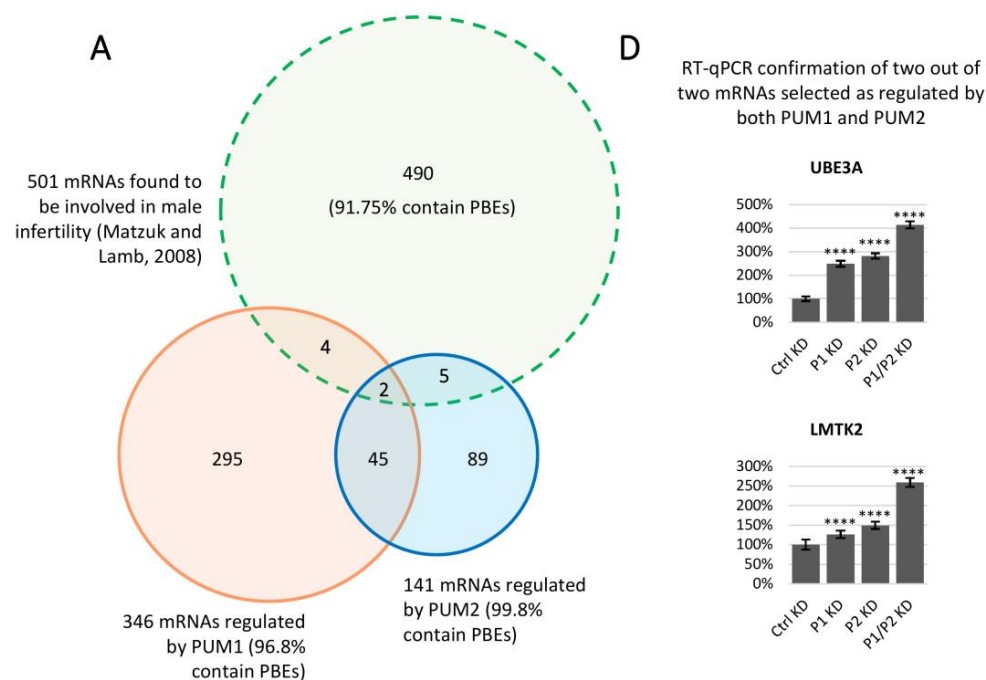 A
501 mRNAs found to
be involved in male
infertility (Matzuk and
Lamb, 2008)
490
(91.75% contain PBEs)
4
2
5
295
45
89
346 mRNAs regulated
by PUM1 (96.8%
contain PBEs)
141 mRNAs regulated
by PUM2 (99.8%
contain PBEs)
D
RT-qPCR confirmation of two out of
two mRNAs selected as regulated by
both PUM1 and PUM2
UBE3A
500%
400%
300%
200%
100%
0%
****
****
****
Ctrl KD
P1 KD
P2 KD
P1/P2 KD
LMTK2
300%
250%
200%
150%
100%
50%
0%
****
****
****
Ctrl KD
P1 KD
P2 KD
P1/P2 KD